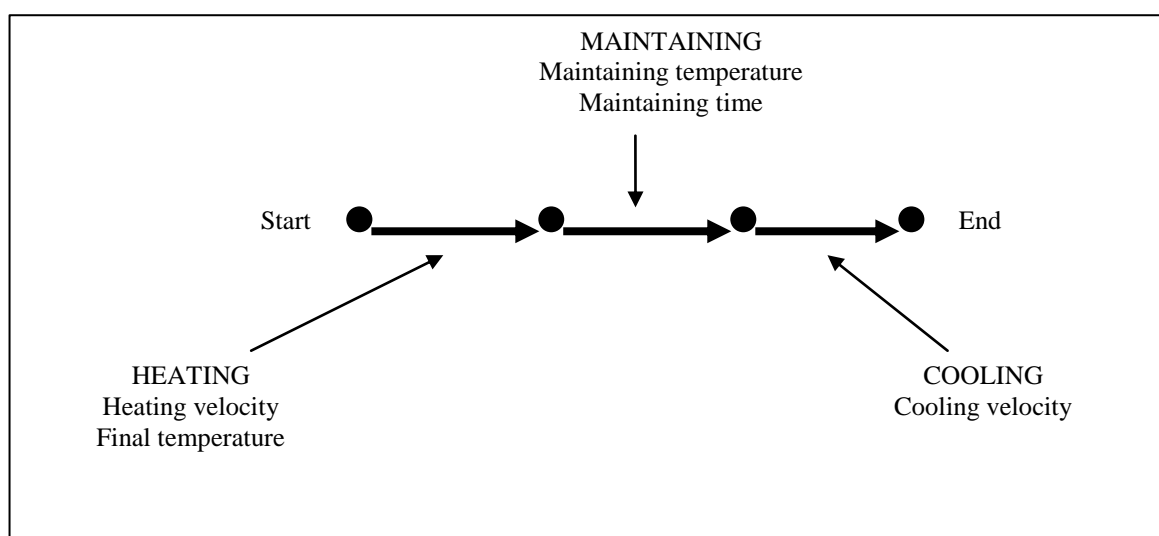 MAINTAINING
Maintaining temperature
Maintaining time
Start
End
HEATING
Heating velocity
Final temperature
COOLING
Cooling velocity